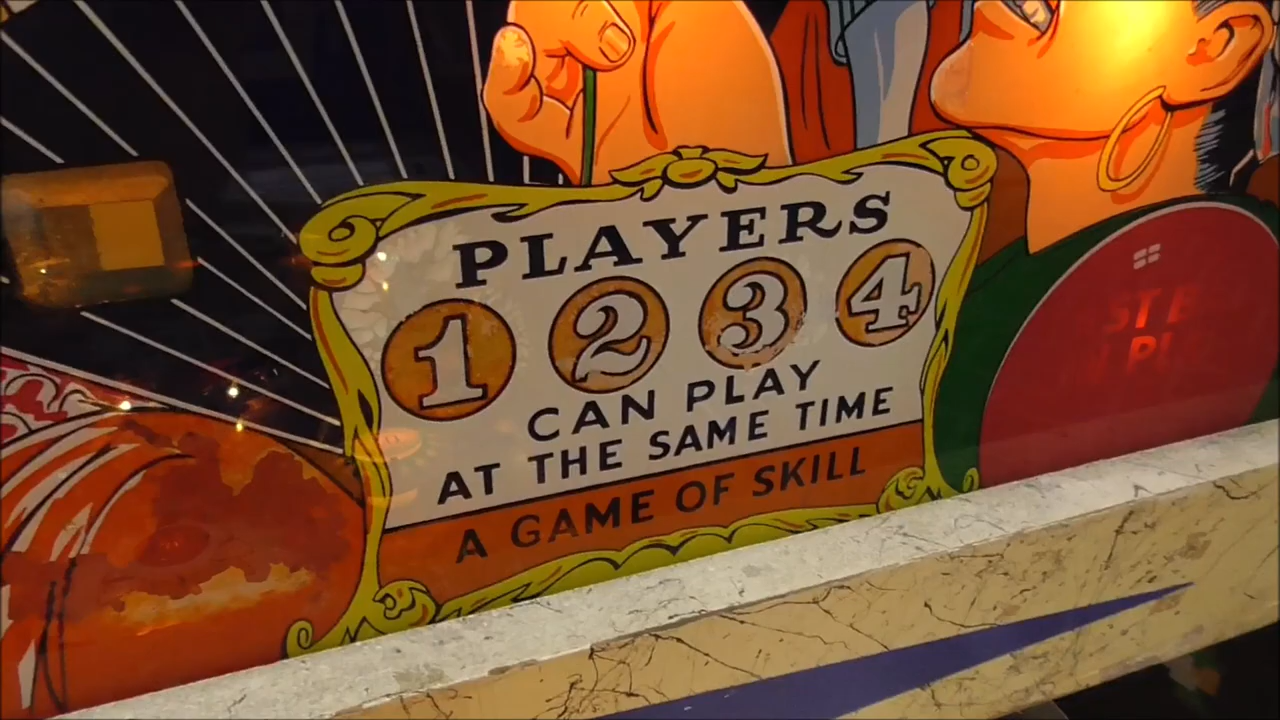 PLAYERS
1 2 3 4
CAN PLAY
AT THE SAME TIME
A GAME OF SKILL